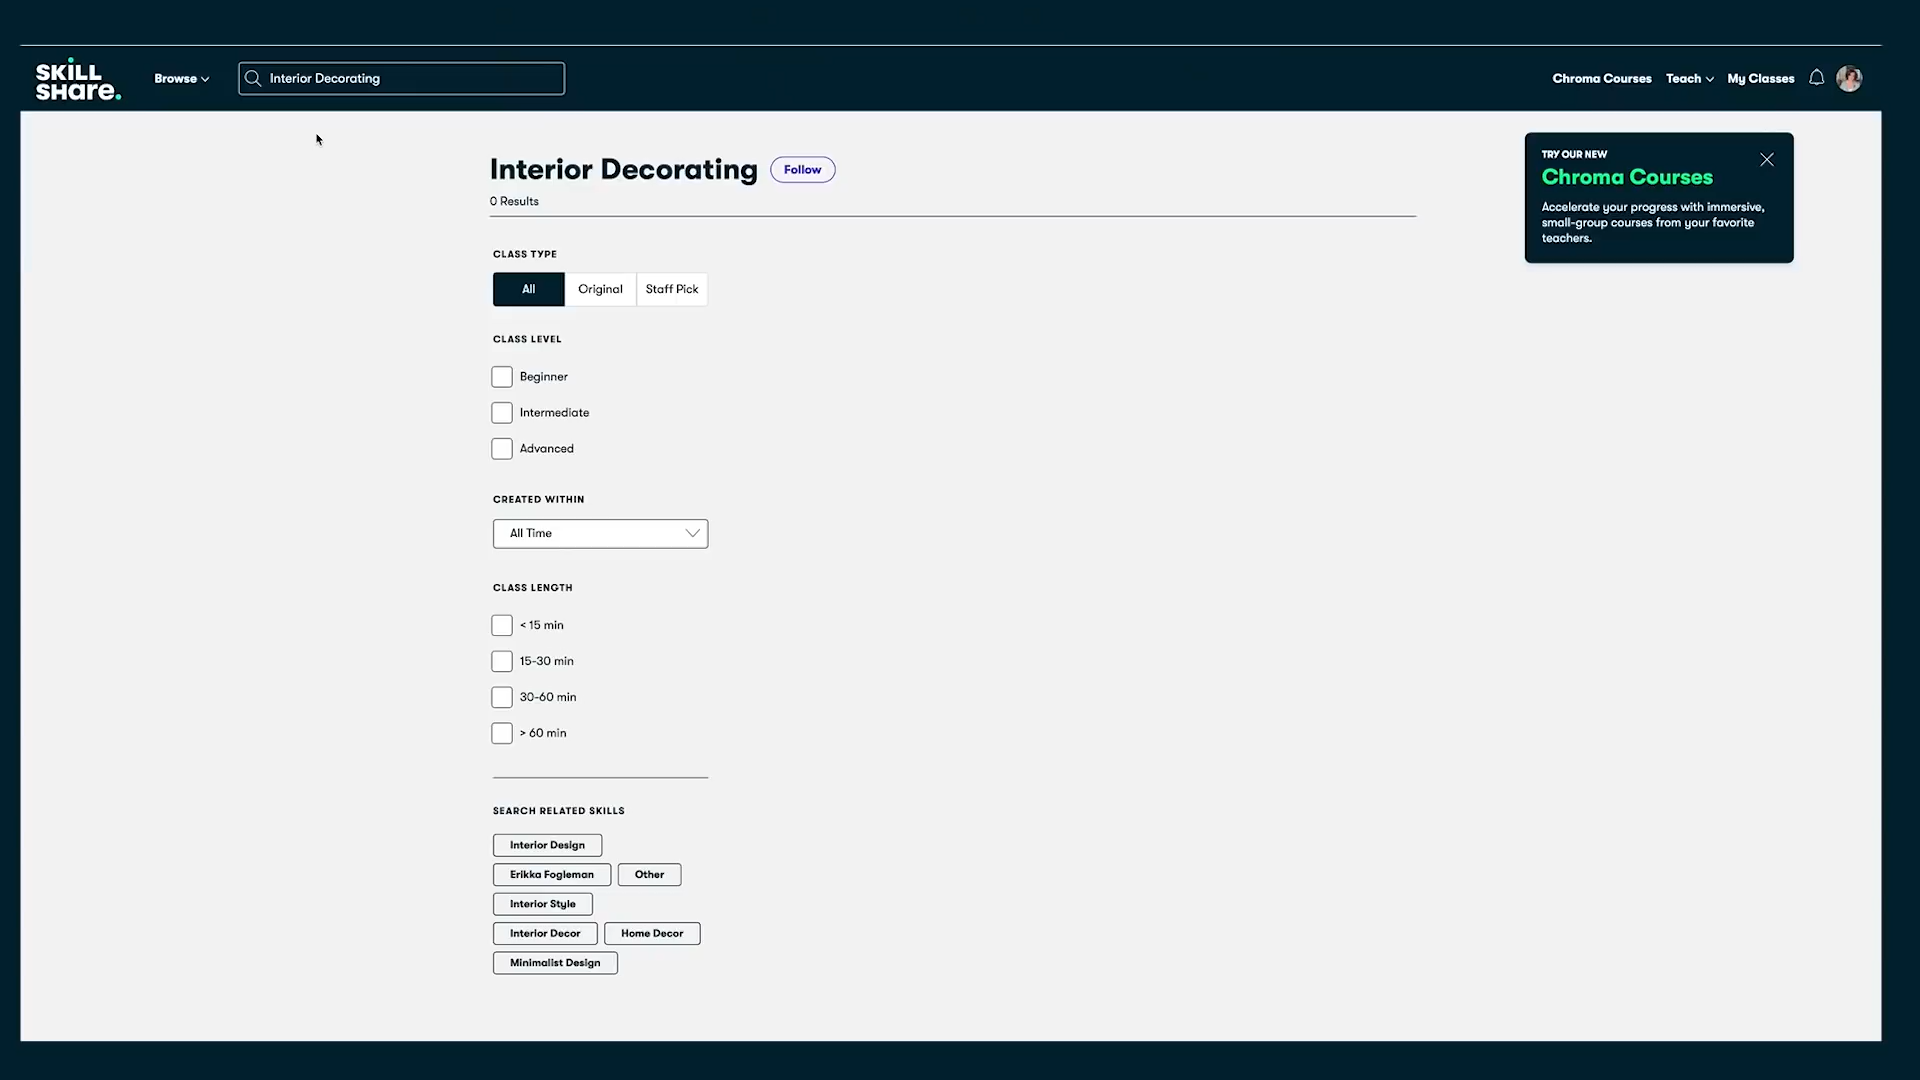 SKILL
SHARE.
Browse
Interior Decorating
Chroma Courses
Teach
My Classes
Interior Decorating
Follow
0 Results
TRY OUR NEW
Chroma Courses
Accelerate your progress with immersive,
small-group courses from your favorite
teachers.
CLASS TYPE
All
Original
Staff Pick
CLASS LEVEL
Beginner
Intermediate
Advanced
CREATED WITHIN
All Time
CLASS LENGTH
< 15 min
15-30 min
30-60 min
> 60 min
SEARCH RELATED SKILLS
Interior Design
Erikka Fogleman
Other
Interior Style
Interior Decor
Home Decor
Minimalist Design